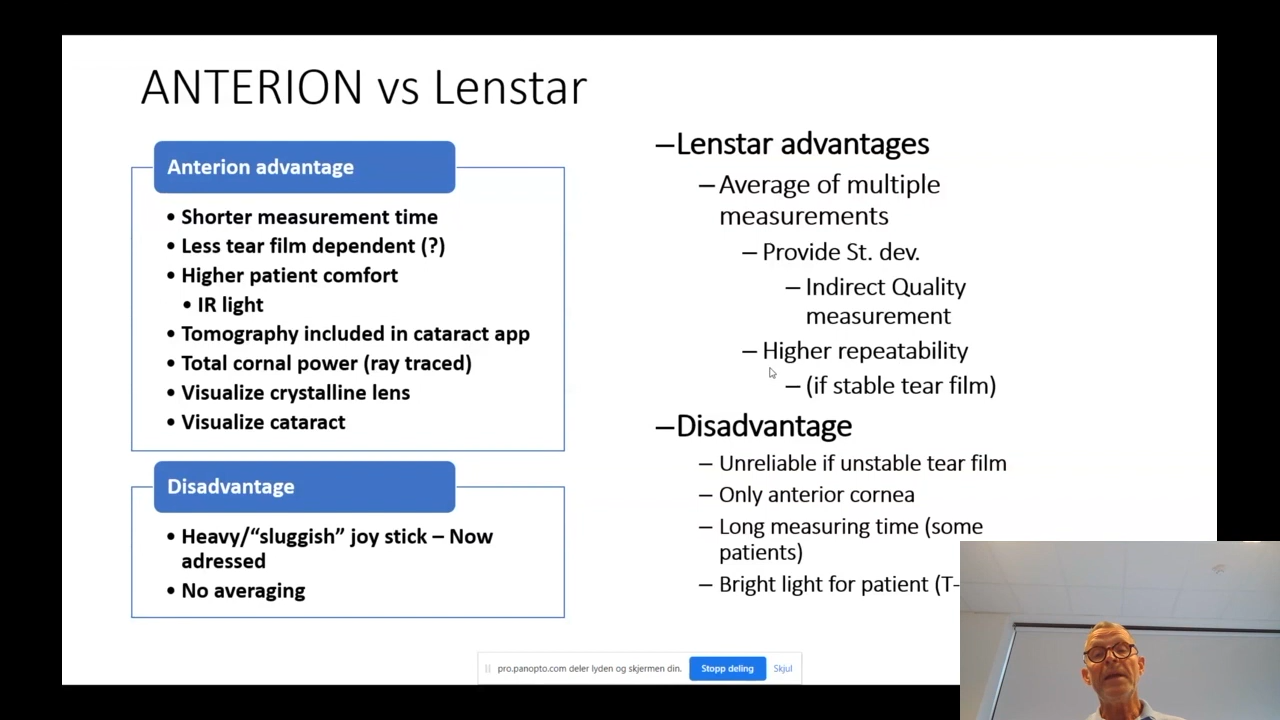 ANTERION vs Lenstar
Anterion advantage
• Shorter measurement time
• Less tear film dependent (?)
• Higher patient comfort
• IR light
• Tomography included in cataract app
• Total cornal power (ray traced)
• Visualize crystalline lens
• Visualize cataract
Disadvantage
• Heavy/“sluggish” joy stick – Now
adressed
• No averaging
–Lenstar advantages
– Average of multiple
measurements
– Provide St. dev.
– Indirect Quality
measurement
– Higher repeatability
– (if stable tear film)
–Disadvantage
– Unreliable if unstable tear film
– Only anterior cornea
– Long measuring time (some
patients)
– Bright light for patient (T-
pro.panopto.com deler lyden og skjermen din.
Stopp deling
Skjul